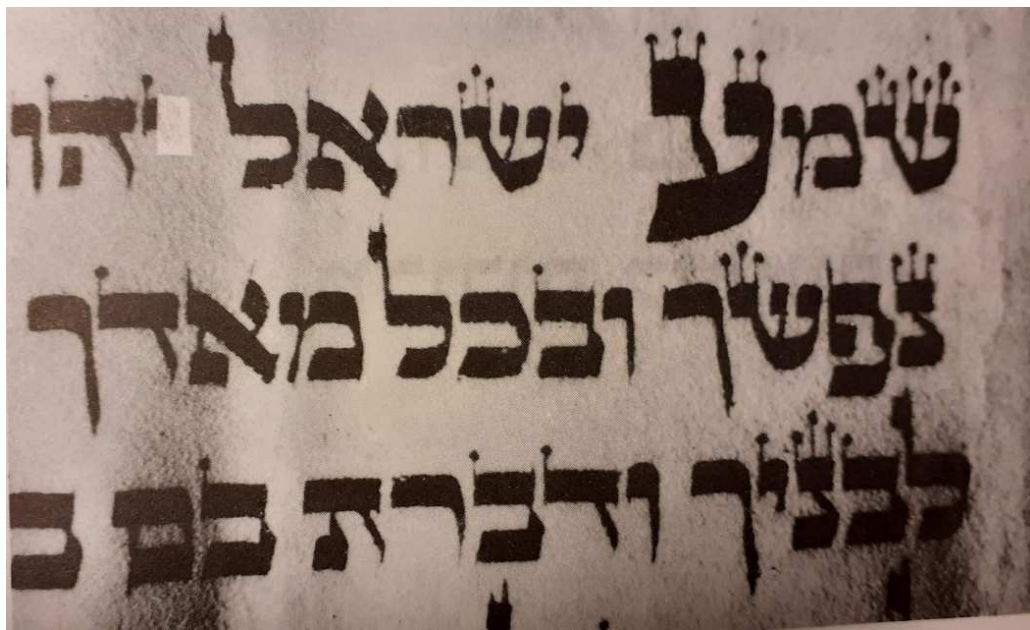 שמע ישראל יהו
נפשך ובכל מאדך
לבניך ודברת בם ב